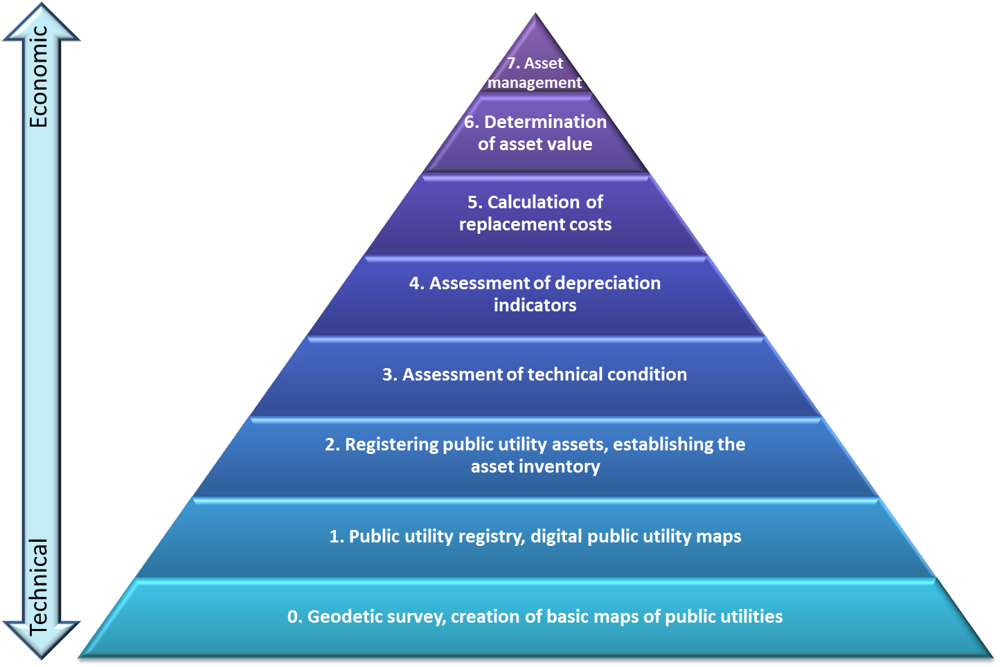 Economic
7. Asset
management
6. Determination
of asset value
5. Calculation of
replacement costs
4. Assessment of depreciation
indicators
3. Assessment of technical condition
2. Registering public utility assets, establishing the
asset inventory
1. Public utility registry, digital public utility maps
0. Geodetic survey, creation of basic maps of public utilities
Technical